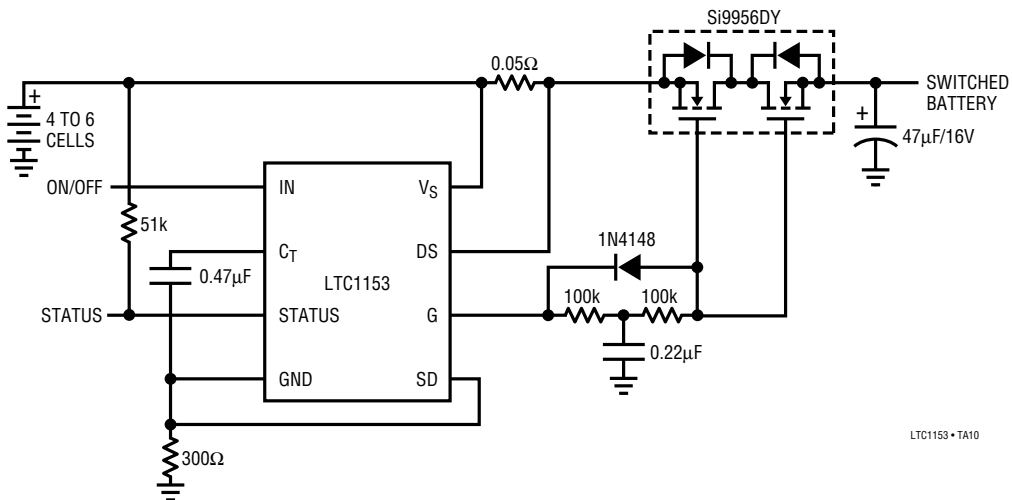 Si9956DY
0.05Ω
+
4 TO 6
CELLS
SWITCHED
BATTERY
+
47µF/16V
ON/OFF
IN
VS
51k
CT
DS
1N4148
0.47µF
LTC1153
100k
100k
STATUS
STATUS
G
0.22µF
GND
SD
300Ω
LTC1153 • TA10